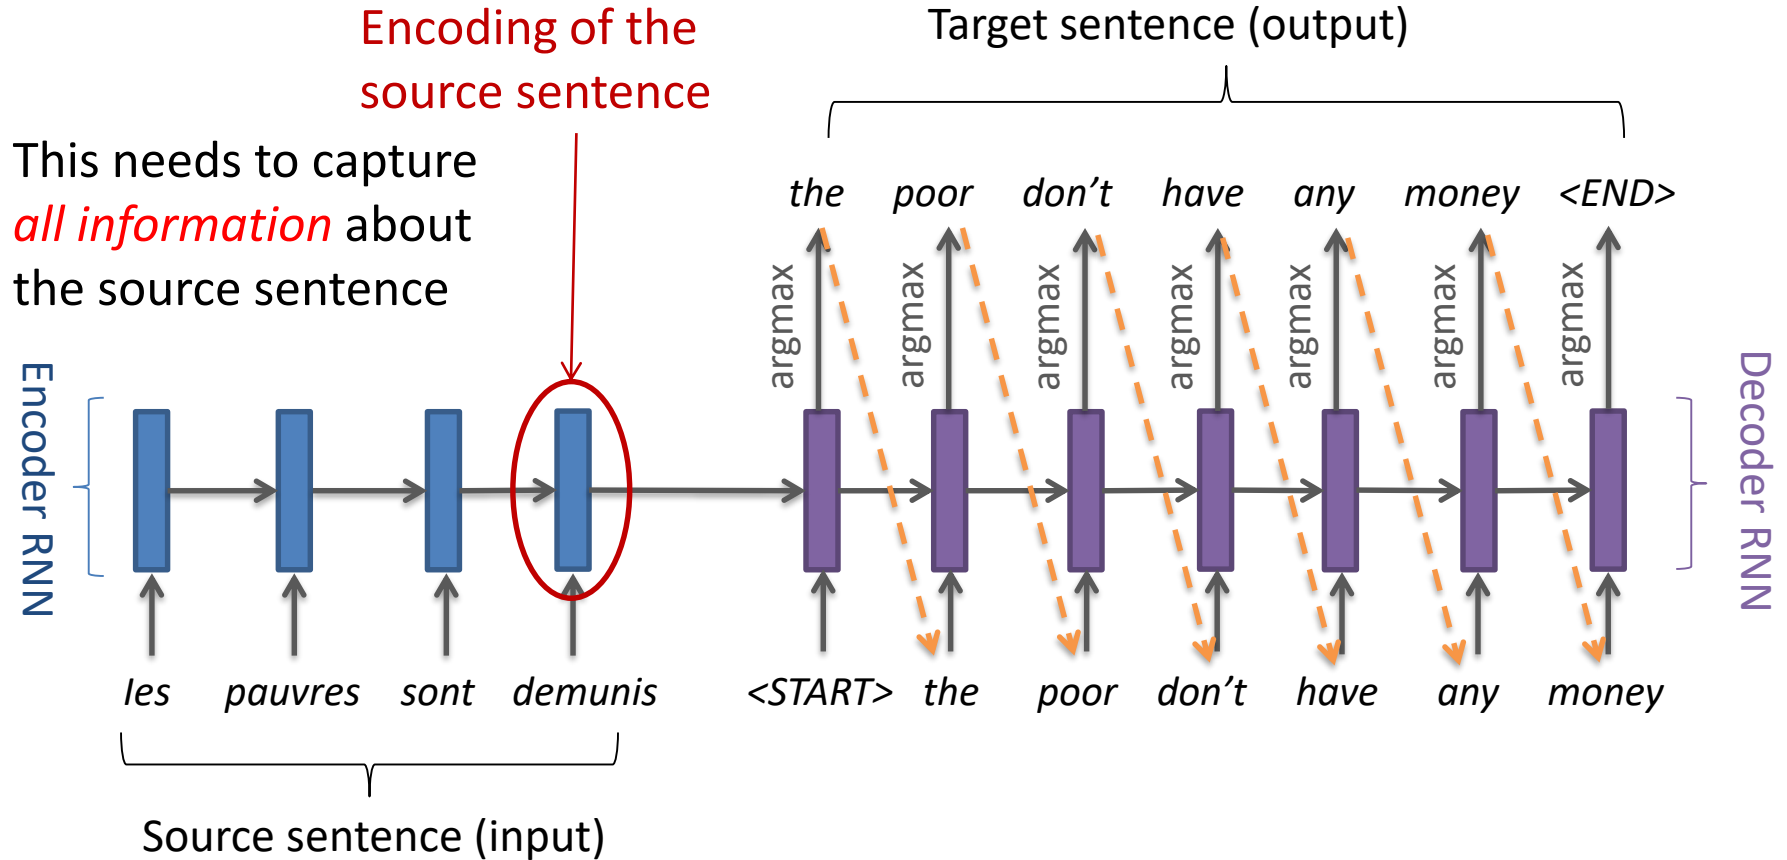 Encoding of the
source sentence
Target sentence (output)
This needs to capture
all information about
the source sentence
the poor don’t have any money <END>
argmax argmax argmax argmax argmax argmax argmax
Encoder RNN
Decoder RNN
les pauvres sont demunis <START> the poor don’t have any money
Source sentence (input)